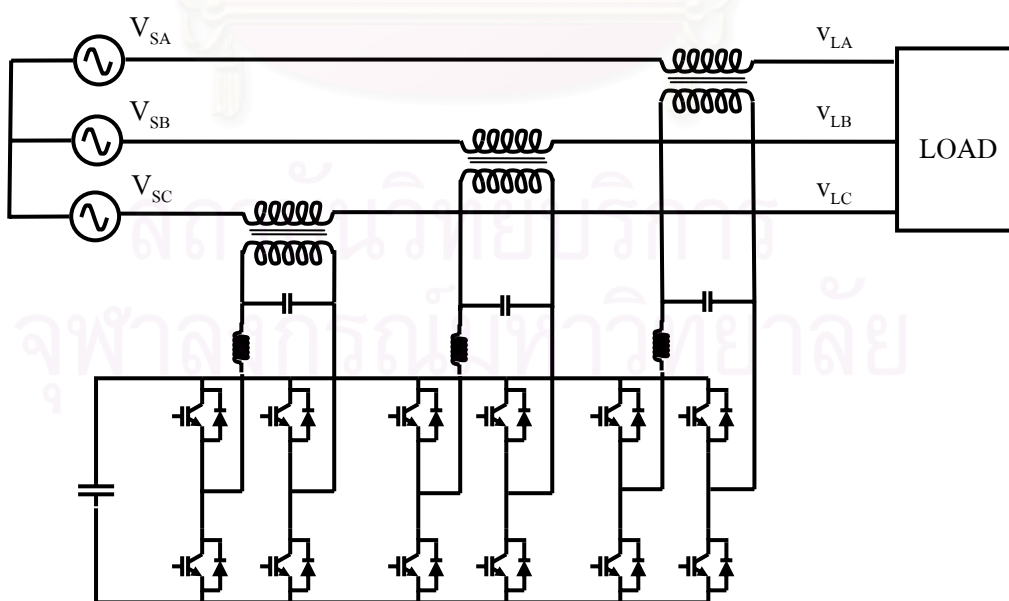 V_SA
V_LA
V_SB
V_LB
LOAD
V_SC
V_LC
สถาบันวิทยบริการ
จุฬาลงกรณ์มหาวิทยาลัย